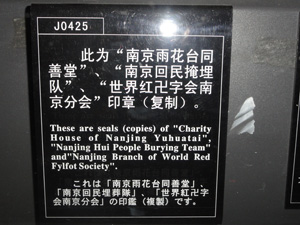 J0425
此为“南京雨花台同
善堂”、“南京回民掩埋
队”、“世界红卍字会南
京分会”印章（复制）。
These are seals (copies) of "Charity
House of Nanjing Yuhuatai",
"Nanjing Hui People Burying Team"
and"Nanjing Branch of World Red
Fylfot Society".
これは「南京雨花台同善堂」、
「南京回民埋葬隊」、「世界紅卍字
会南京分会」の印鑑（複製）です。